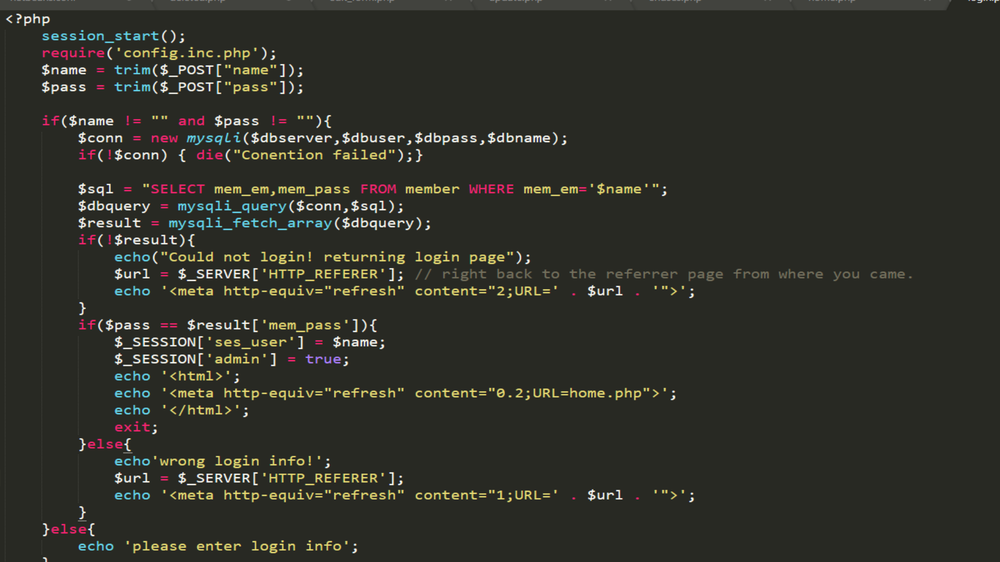 <?php
session_start();
require('config.inc.php');
$name = trim($_POST["name"]);
$pass = trim($_POST["pass"]);
if($name != "" and $pass != ""){
$conn = new mysqli($dbserver,$dbuser,$dbpass,$dbname);
if(!$conn) { die("Conention failed");}
$sql = "SELECT mem_em,mem_pass FROM member WHERE mem_em='$name'";
$dbquery = mysqli_query($conn,$sql);
$result = mysqli_fetch_array($dbquery);
if(!$result){
echo("Could not login! returning login page");
$url = $_SERVER['HTTP_REFERER']; // right back to the referrer page from where you came.
echo '<meta http-equiv="refresh" content="2;URL=' . $url . '">';
}
if($pass == $result['mem_pass']){
$_SESSION['ses_user'] = $name;
$_SESSION['admin'] = true;
echo '<html>';
echo '<meta http-equiv="refresh" content="0.2;URL=home.php">';
echo '</html>';
exit;
}else{
echo'wrong login info!';
$url = $_SERVER['HTTP_REFERER'];
echo '<meta http-equiv="refresh" content="1;URL=' . $url . '">';
}
}else{
echo 'please enter login info';
}